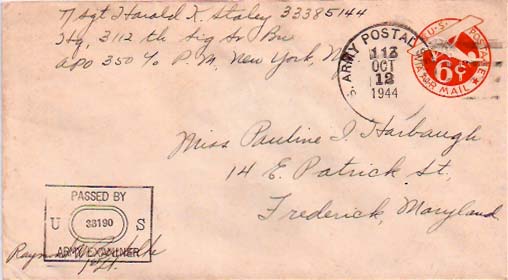 T/Sgt Harold K. Staley 33385144
Hq. 3112 th Sig Sv Bn
APO 350 % P.M. New York, N.Y.
U.S. ARMY POSTAL
113
OCT
12
1944
U.S. POSTAGE
6¢
VIA AIR MAIL
Miss Pauline I. Harbaugh
14 E. Patrick St,
Frederick, Maryland.
PASSED BY
U 33190 S
ARMY EXAMINER